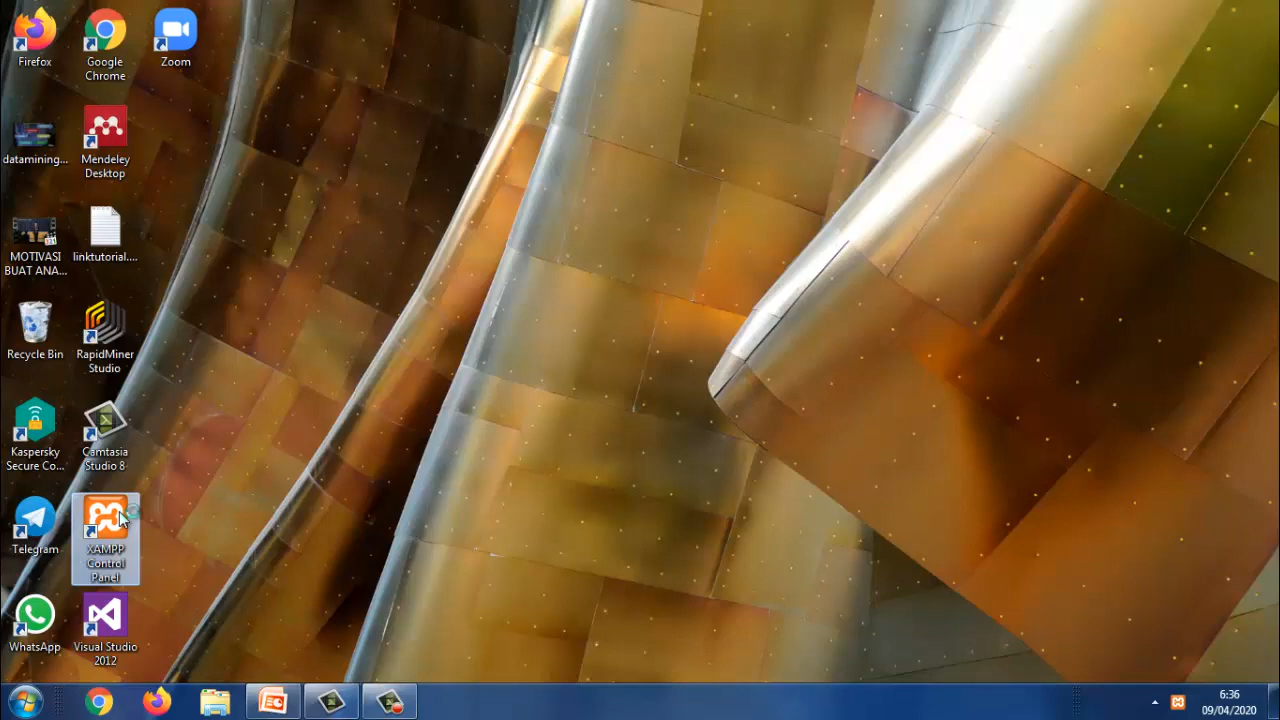 Firefox
Google
Chrome
Zoom
datamining...
Mendeley
Desktop
MOTIVASI
BUAT ANA...
linktutorial....
Recycle Bin
RapidMiner
Studio
Kaspersky
Secure Co...
Camtasia
Studio 8
Telegram
XAMPP
Control
Panel
WhatsApp
Visual Studio
2012
6:36
09/04/2020